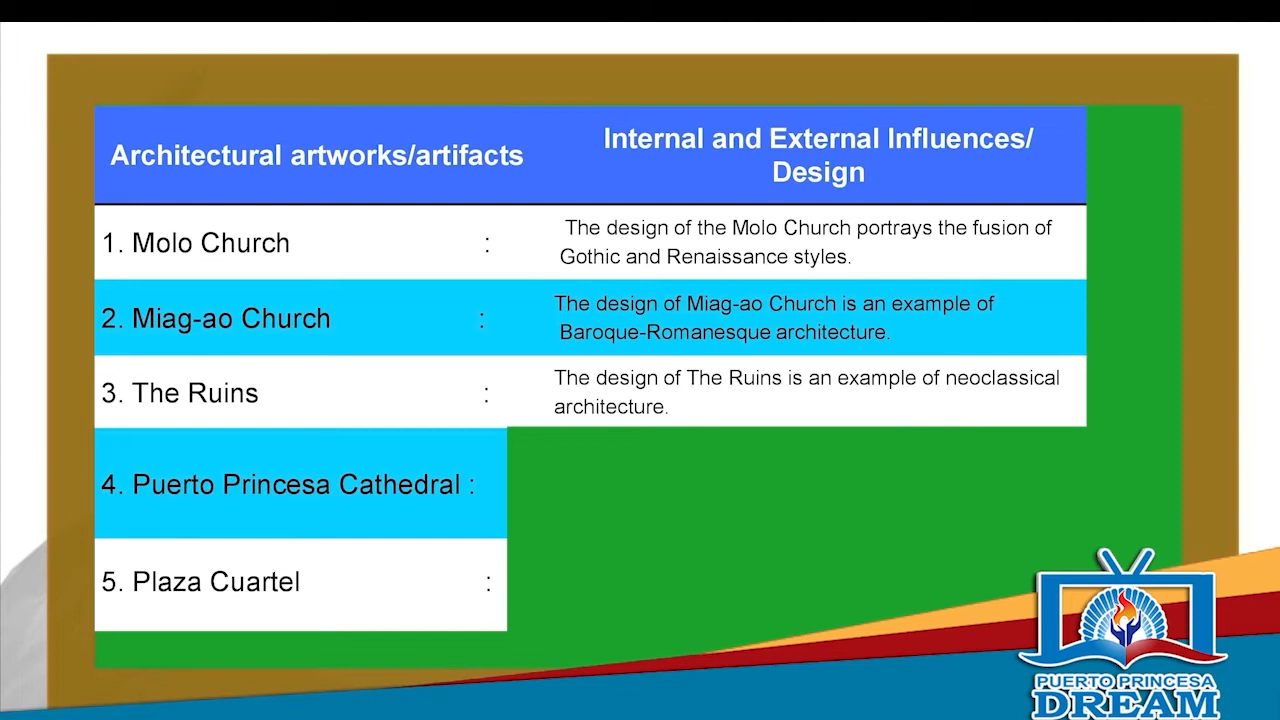 Architectural artworks/artifacts
Internal and External Influences/
Design
1. Molo Church :
The design of the Molo Church portrays the fusion of
Gothic and Renaissance styles.
2. Miag-ao Church :
The design of Miag-ao Church is an example of
Baroque-Romanesque architecture.
3. The Ruins :
The design of The Ruins is an example of neoclassical
architecture.
4. Puerto Princesa Cathedral :
5. Plaza Cuartel :
PUERTO PRINCESA
DREAM